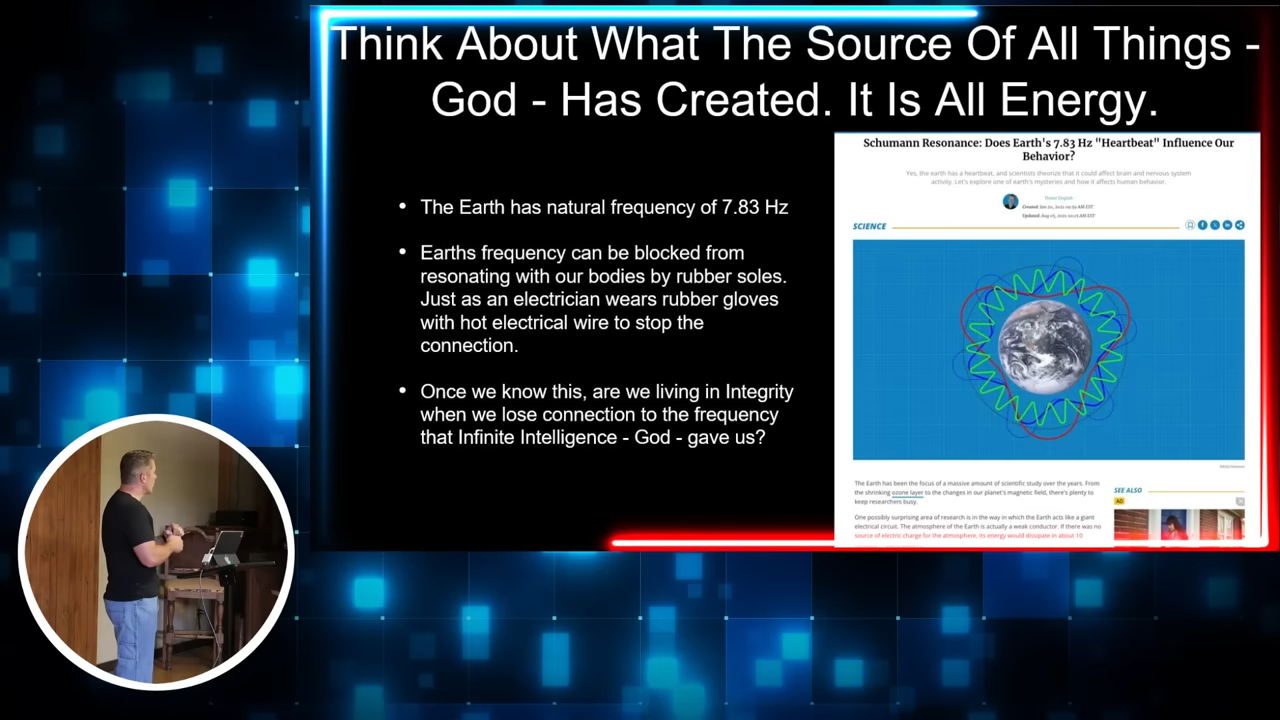 Think About What The Source Of All Things -
God - Has Created. It Is All Energy.
• The Earth has natural frequency of 7.83 Hz
• Earths frequency can be blocked from
resonating with our bodies by rubber soles.
Just as an electrician wears rubber gloves
with hot electrical wire to stop the
connection.
• Once we know this, are we living in Integrity
when we lose connection to the frequency
that Infinite Intelligence - God - gave us?
Schumann Resonance: Does Earth's 7.83 Hz "Heartbeat" Influence Our
Behavior?
Yes, the earth has a heartbeat, and scientists theorize that it could affect brain and nervous system
activity. Let's explore one of earth's mysteries and how it affects human behavior.
SCIENCE
The Earth has been the focus of a massive amount of scientific study over the years. From
the shrinking ozone layer to the changes in our planet's magnetic field, there's plenty to
keep researchers busy.
One possibly surprising area of research is in the way in which the Earth acts like a giant
electrical circuit. The atmosphere of the Earth is actually a weak conductor. If there was no
source of electric charge for the atmosphere, its energy would dissipate in about 10
SEE ALSO
AD